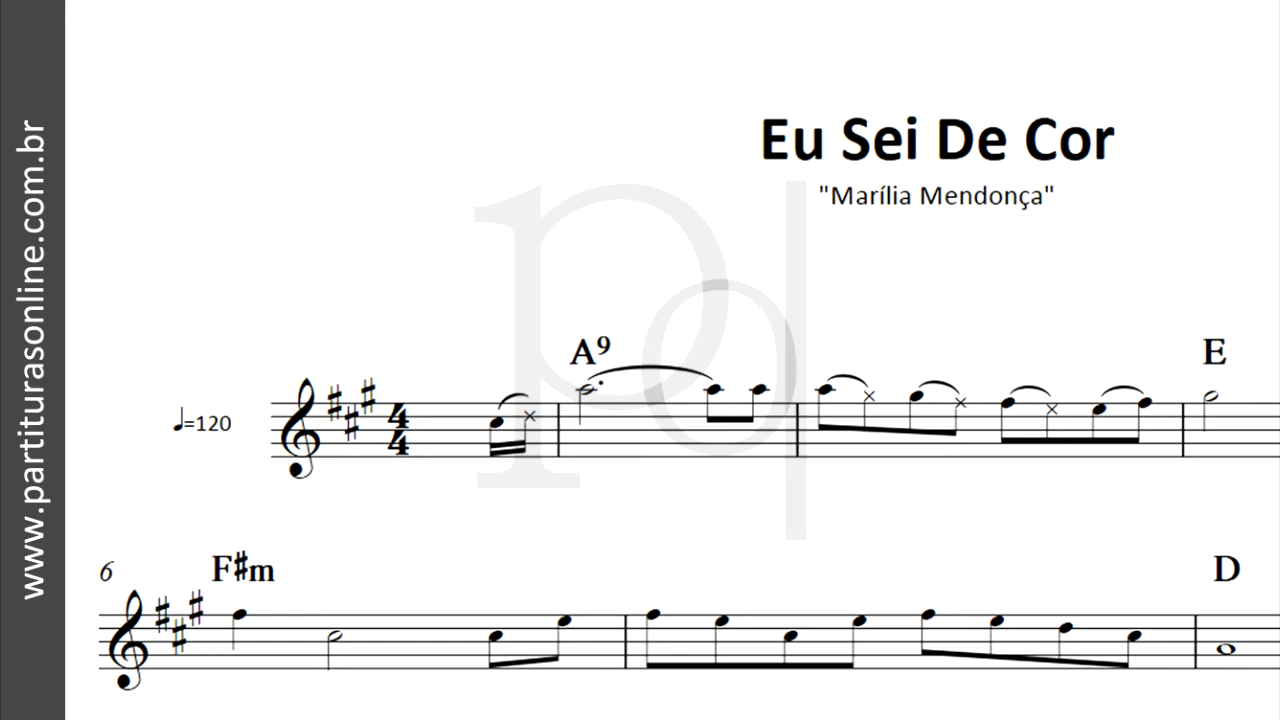 www.partiturasonline.com.br
Eu Sei De Cor
"Marília Mendonça"
=120
A9
E
6
F#m
D